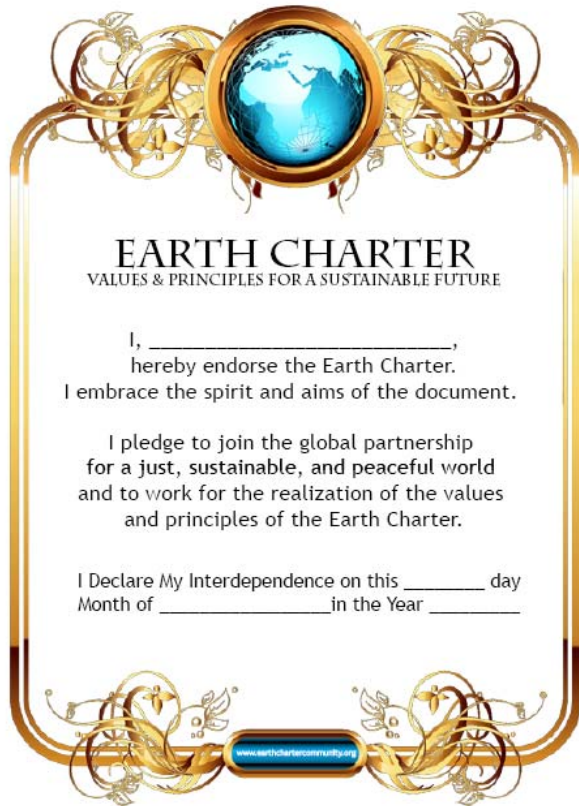 EARTH CHARTER
VALUES & PRINCIPLES FOR A SUSTAINABLE FUTURE
I, ___________________________,
hereby endorse the Earth Charter.
I embrace the spirit and aims of the document.
I pledge to join the global partnership
for a just, sustainable, and peaceful world
and to work for the realization of the values
and principles of the Earth Charter.
I Declare My Interdependence on this ________ day
Month of _________________in the Year _________
www.earthchartercommunity.org